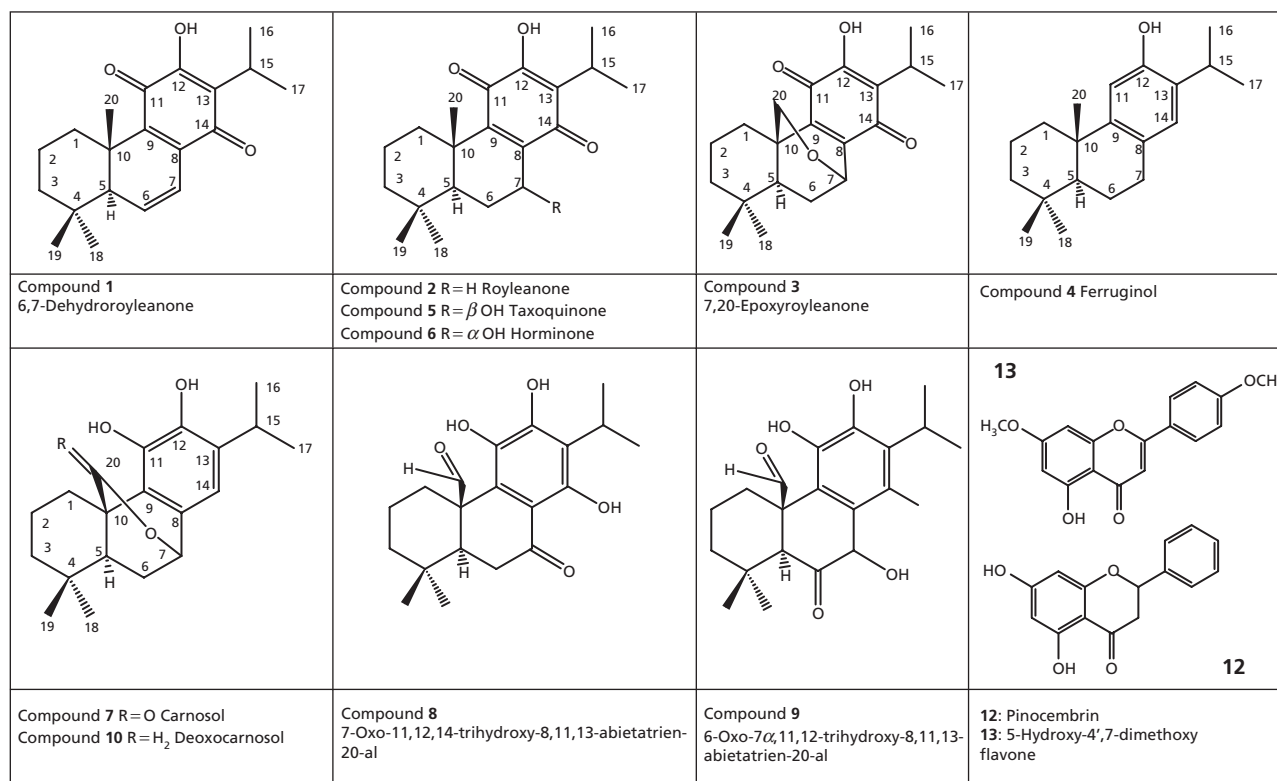 OH
16
15
17
O
12
11
13
20
14
O
1
9
8
10
2
7
5
6
3
4
H
19
18
Compound 1
6,7-Dehydroroyleanone
OH
16
15
17
O
12
11
13
20
14
O
1
9
8
10
2
7
5
6
3
4
R
H
19
18
Compound 2 R=H Royleanone
Compound 5 R=β OH Taxoquinone
Compound 6 R=α OH Horminone
OH
16
15
17
O
12
20
11
13
14
O
1
9
8
10
O
2
7
5
6
3
4
H
19
18
Compound 3
7,20-Epoxyroyleanone
OH
16
15
17
12
20
11
13
14
1
9
8
10
2
7
5
6
3
4
H
19
18
Compound 4 Ferruginol
OH
16
HO
15
17
R
12
20
11
13
14
1
9
8
10
O
2
7
5
6
3
4
H
19
18
Compound 7 R=O Carnosol
Compound 10 R=H2 Deoxocarnosol
OH
HO
O
H
OH
H
O
Compound 8
7-Oxo-11,12,14-trihydroxy-8,11,13-abietatrien-
20-al
OH
HO
O
H
H
OH
O
Compound 9
6-Oxo-7α,11,12-trihydroxy-8,11,13-
abietatrien-20-al
13
OCH
H3CO
O
OH
O
HO
O
OH
O
12
12: Pinocembrin
13: 5-Hydroxy-4',7-dimethoxy
flavone